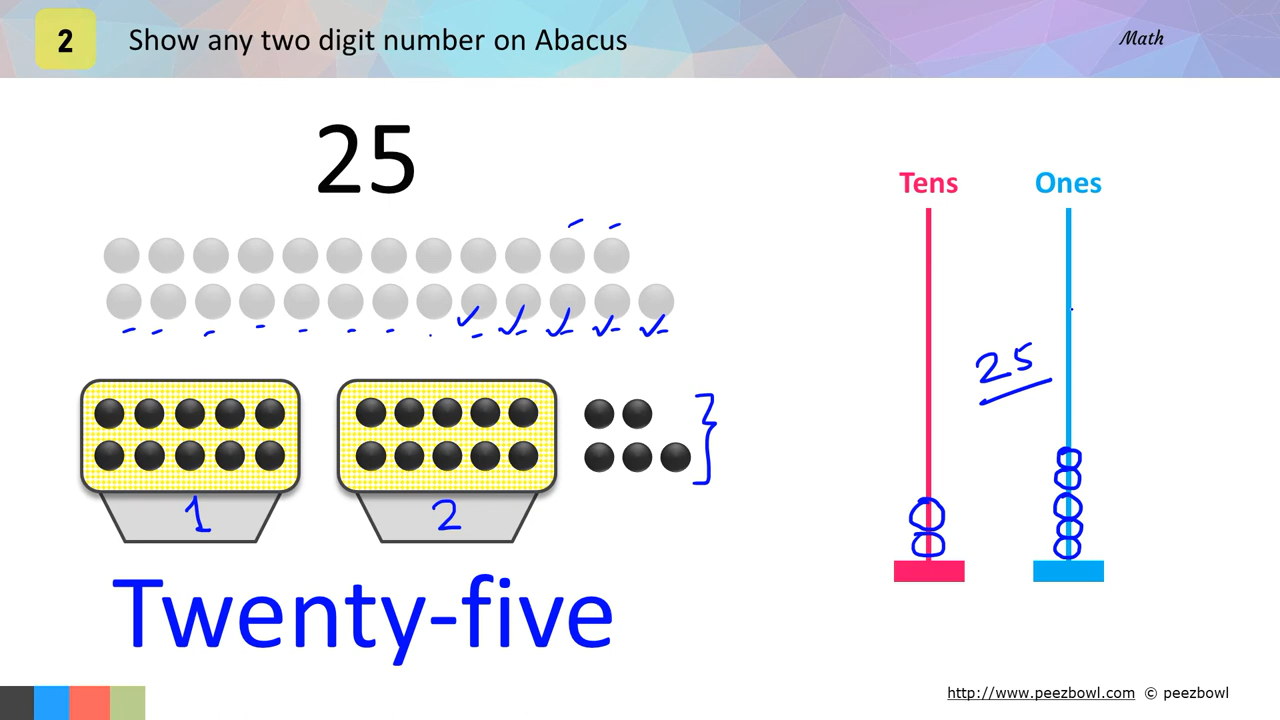 2 Show any two digit number on Abacus Math
25
Tens Ones
25
1 2
Twenty-five
http://www.peezbowl.com © peezbowl